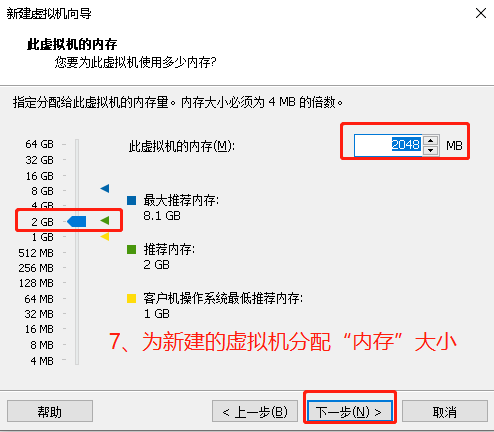 新建虚拟机向导
此虚拟机的内存
您要为此虚拟机使用多少内存?
指定分配给此虚拟机的内存量。内存大小必须为 4 MB 的倍数。
64 GB
32 GB
16 GB
8 GB
4 GB
2 GB
1 GB
512 MB
256 MB
128 MB
64 MB
32 MB
16 MB
8 MB
4 MB
此虚拟机的内存(M):
2048 MB
最大推荐内存:
8.1 GB
推荐内存:
2 GB
客户机操作系统最低推荐内存:
1 GB
7、为新建的虚拟机分配“内存”大小
帮助
< 上一步(B)
下一步(N) >
取消